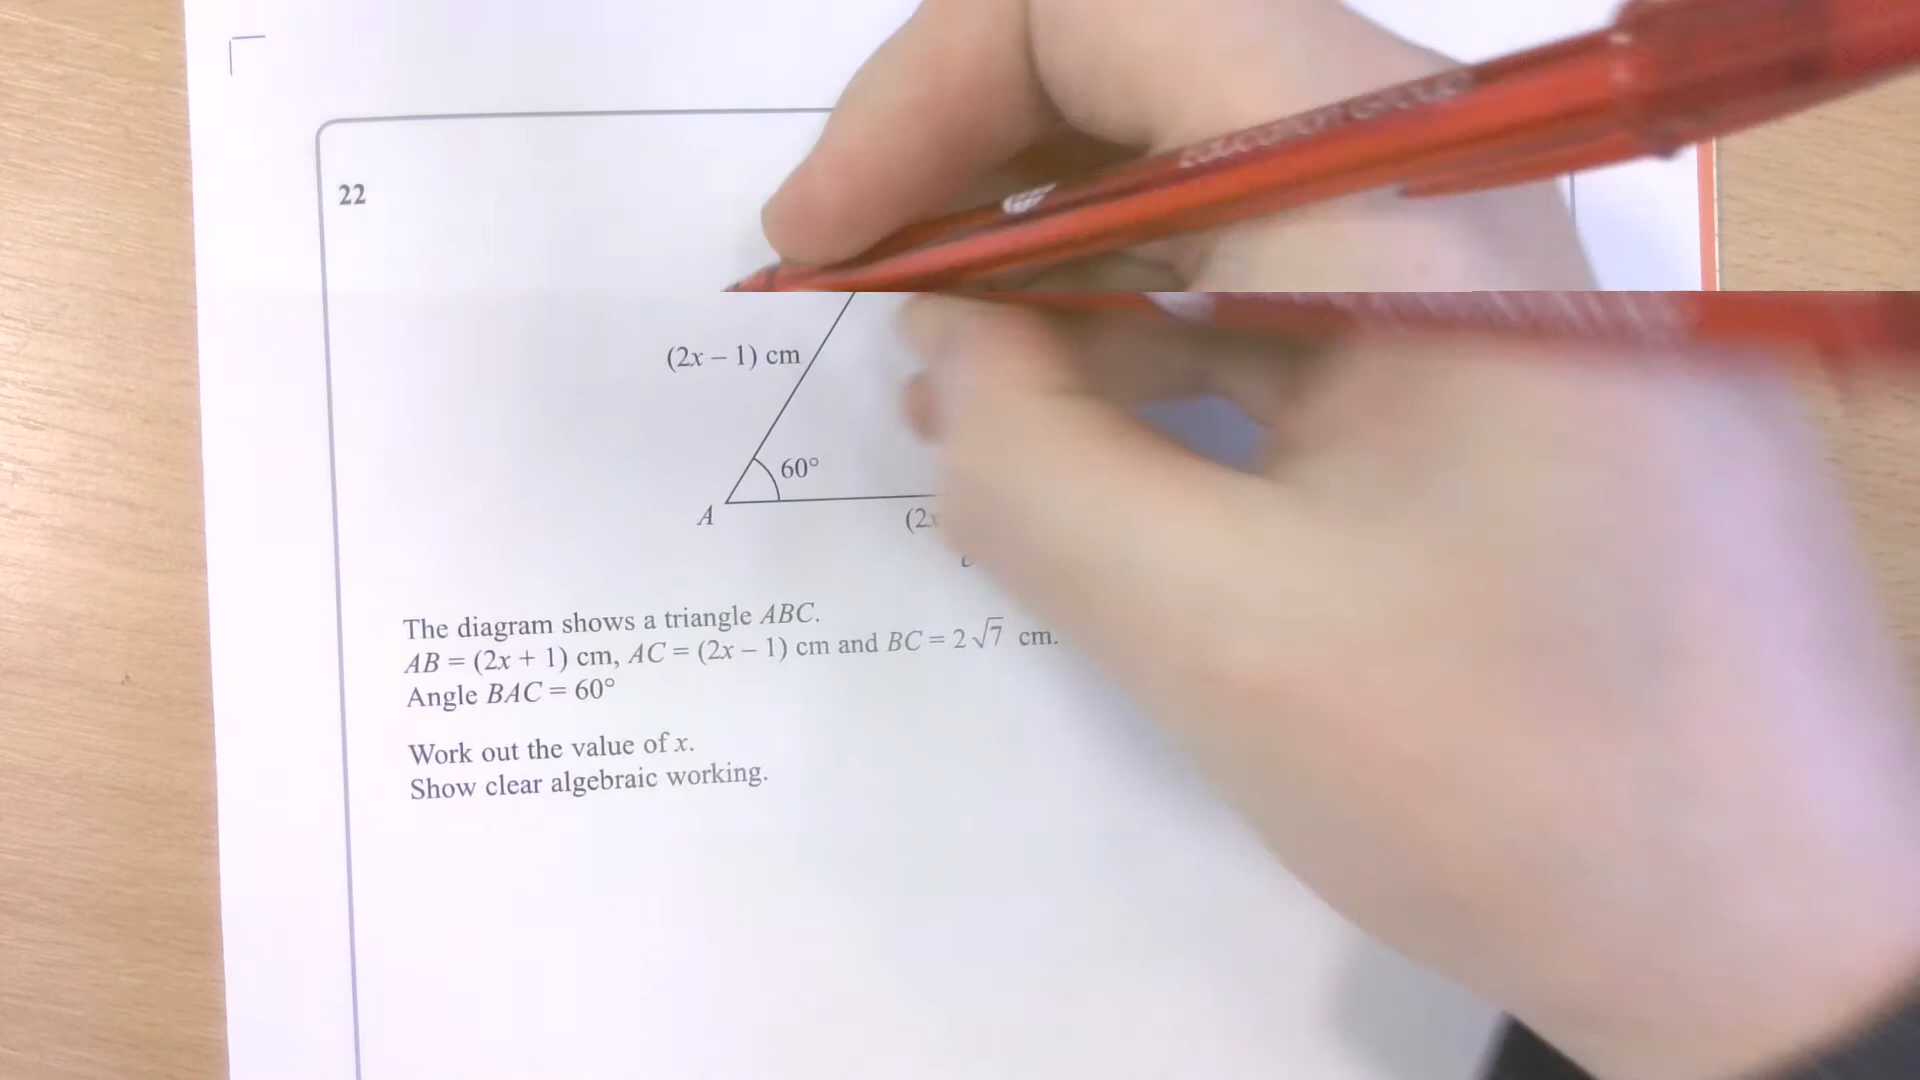 22
(2x – 1) cm
60°
A
(2x
The diagram shows a triangle ABC.
AB = (2x + 1) cm, AC = (2x – 1) cm and BC = 2√7 cm.
Angle BAC = 60°
Work out the value of x.
Show clear algebraic working.